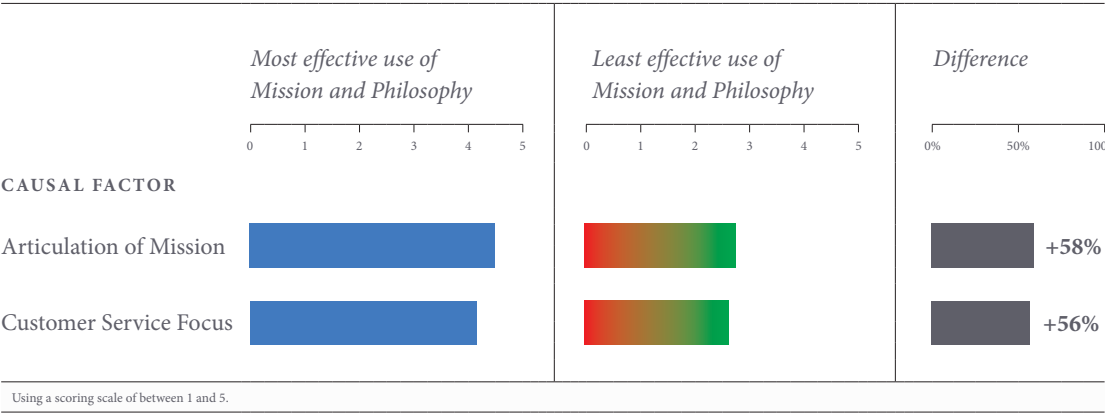 Most effective use of
Mission and Philosophy
Least effective use of
Mission and Philosophy
Difference
0 1 2 3 4 5
0 1 2 3 4 5
0% 50% 100
CAUSAL FACTOR
Articulation of Mission
+58%
Customer Service Focus
+56%
Using a scoring scale of between 1 and 5.